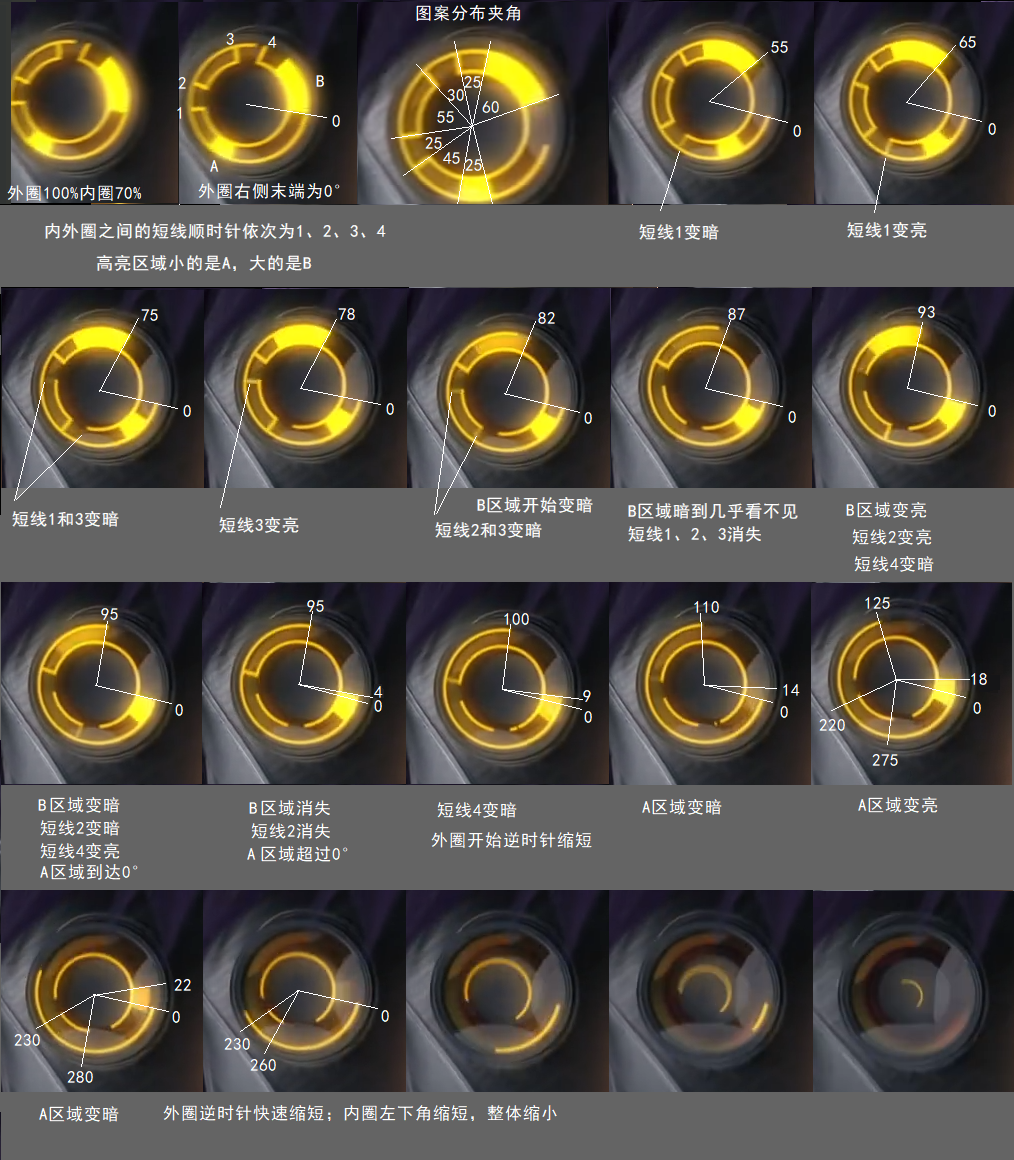 图案分布夹角
3
4
2
1
B
0
A
25
30
60
55
25
45
25
55
0
65
0
外圈100%内圈70%
外圈右侧末端为0°
内外圈之间的短线顺时针依次为1、2、3、4
高亮区域小的是A，大的是B
短线1变暗
短线1变亮
75
0
78
0
82
0
87
0
93
0
短线1和3变暗
短线3变亮
B区域开始变暗
短线2和3变暗
B区域暗到几乎看不见
短线1、2、3消失
B区域变亮
短线2变亮
短线4变暗
95
0
95
4
0
100
9
0
110
14
0
125
18
0
220
275
B区域变暗
短线2变暗
短线4变亮
A区域到达0°
B区域消失
短线2消失
A区域超过0°
短线4变暗
外圈开始逆时针缩短
A区域变暗
A区域变亮
22
0
230
280
0
230
260
A区域变暗
外圈逆时针快速缩短；内圈左下角缩短，整体缩小